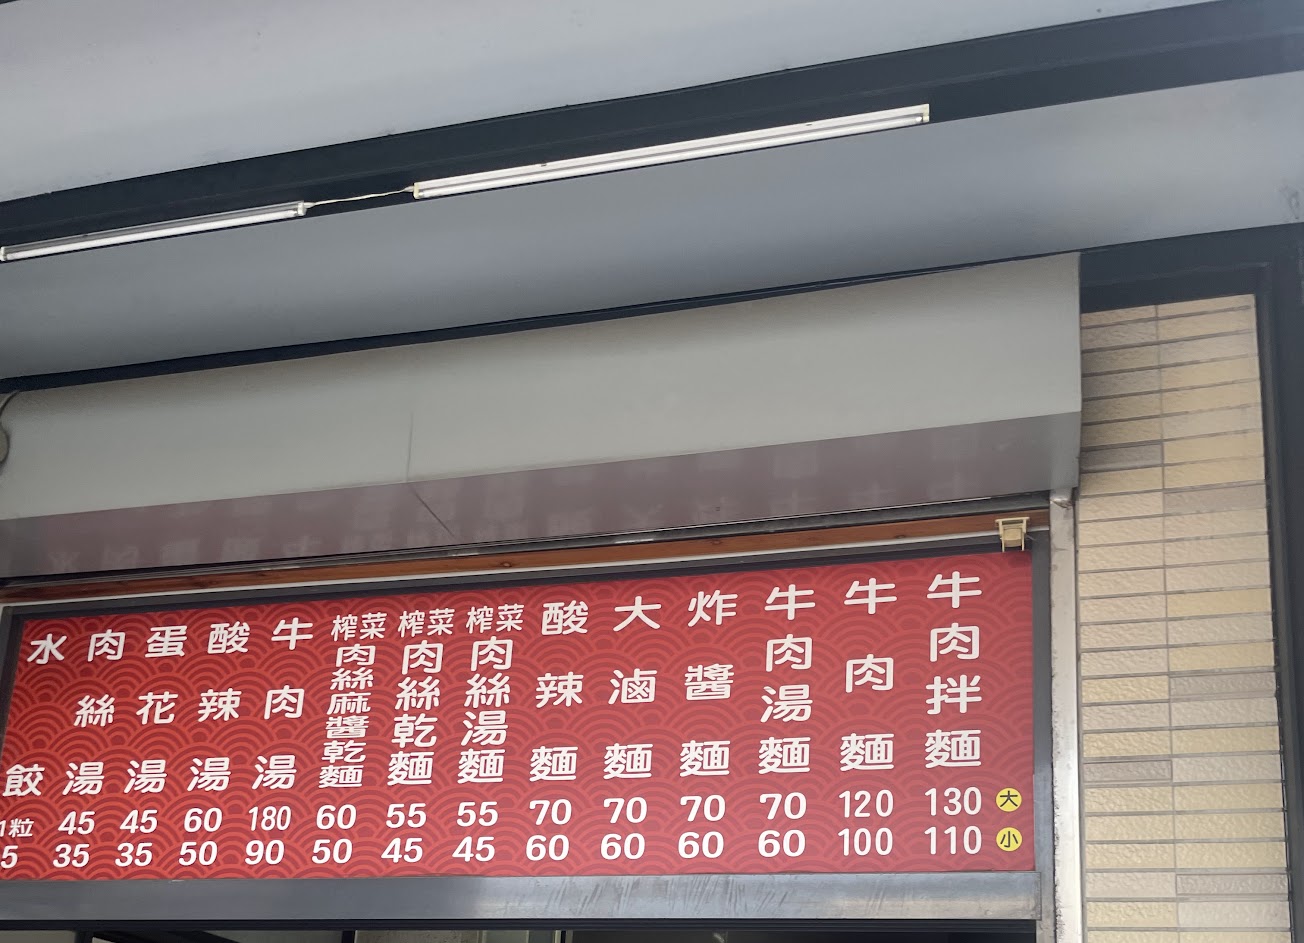 牛肉拌麵 130 110
牛肉麵 120 100
牛肉湯麵 70 60
炸醬麵 70 60
大滷麵 70 60
酸辣麵 70 60
榨菜肉絲湯麵 55 45
榨菜肉絲乾麵 55 45
榨菜肉絲麻醬乾麵 60 50
牛肉湯 180 90
酸辣湯 60 50
蛋花湯 45 35
肉絲湯 45 35
水餃 1粒 5
大
小